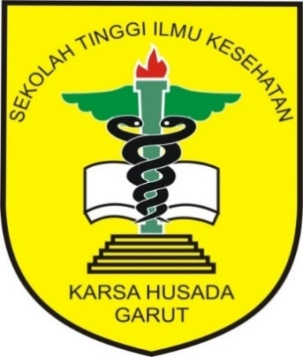 SEKOLAH TINGGI ILMU KESEHATAN
KARSA HUSADA
GARUT